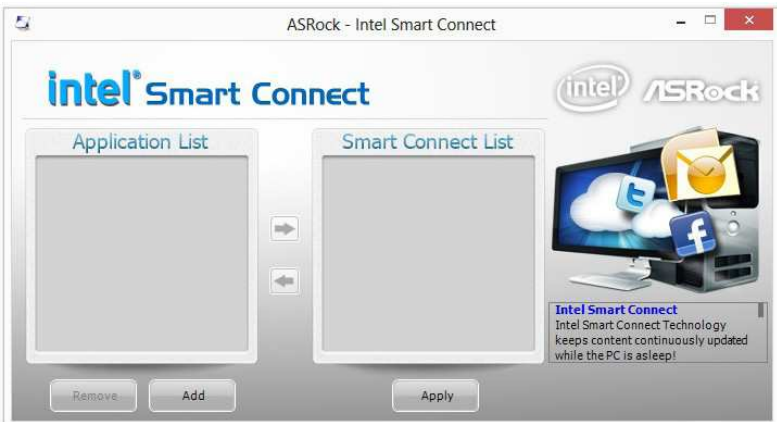 ASRock - Intel Smart Connect
intel® Smart Connect
intel® ASRock
Application List
Smart Connect List
Intel Smart Connect
Intel Smart Connect Technology
keeps content continuously updated
while the PC is asleep!
Remove
Add
Apply